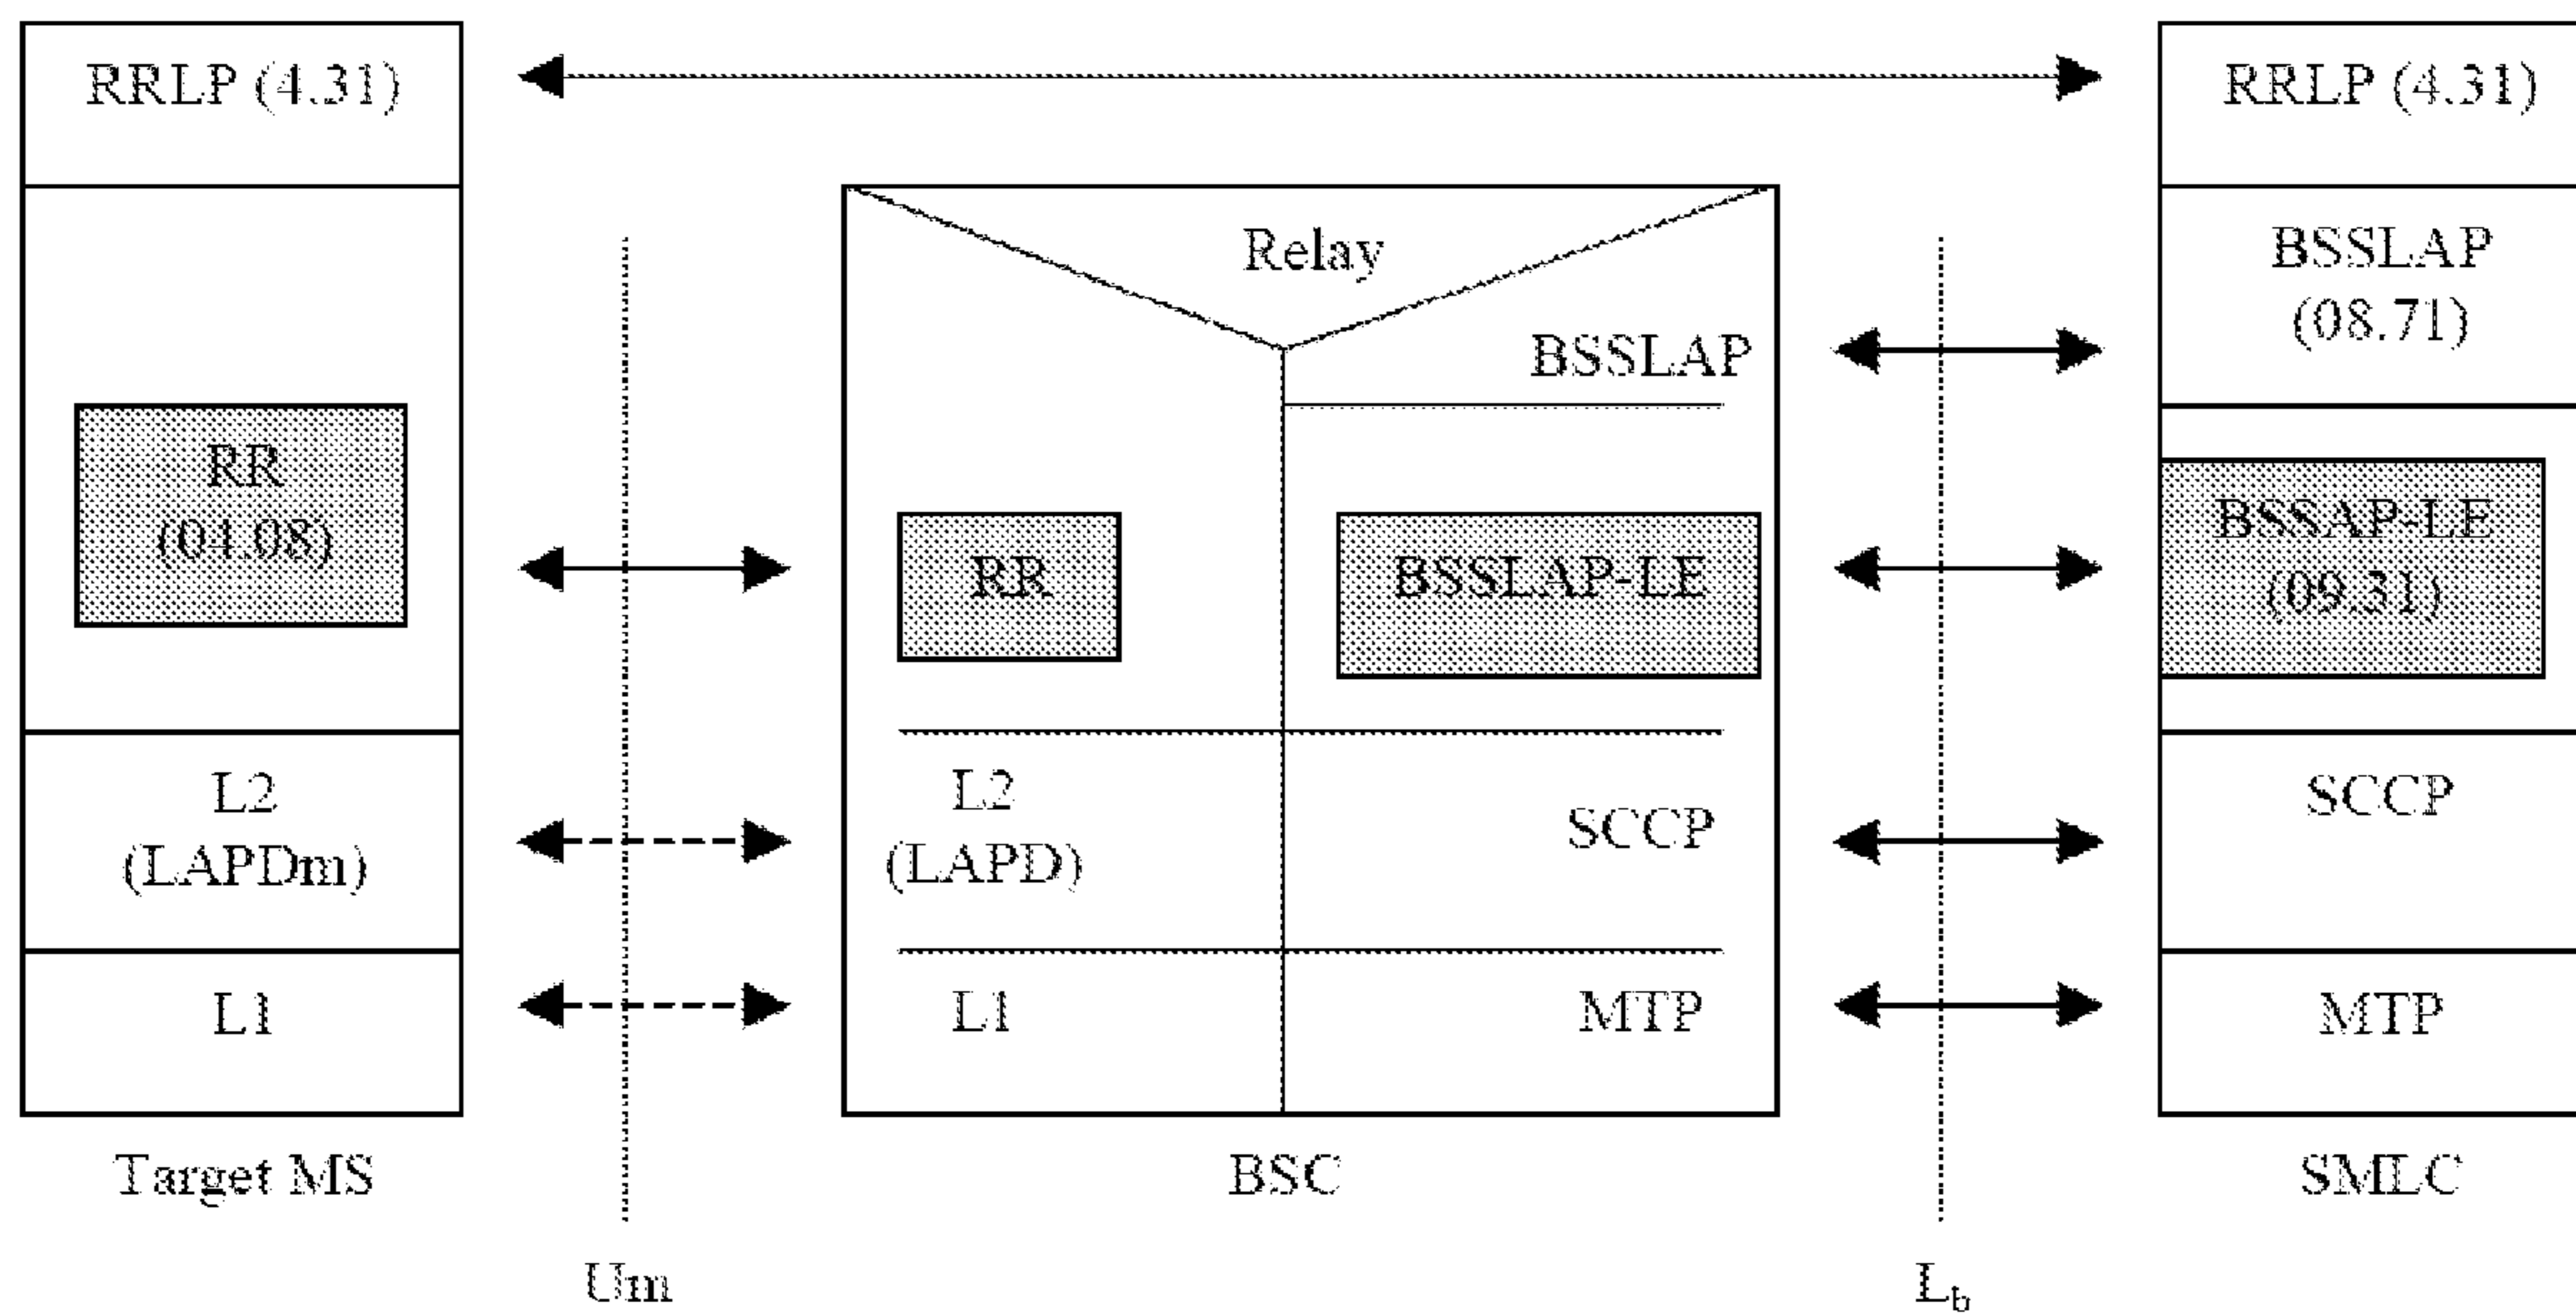 RRLP (4.31)
RR
(04.08)
L2
(LAPDm)
L1
Target MS
Um
Relay
BSSLAP
RR
BSSLAP-LE
L2
(LAPD)
SCCP
L1
MTP
BSC
Lb
RRLP (4.31)
BSSLAP
(08.71)
BSSAP-LE
(09.31)
SCCP
MTP
SMLC